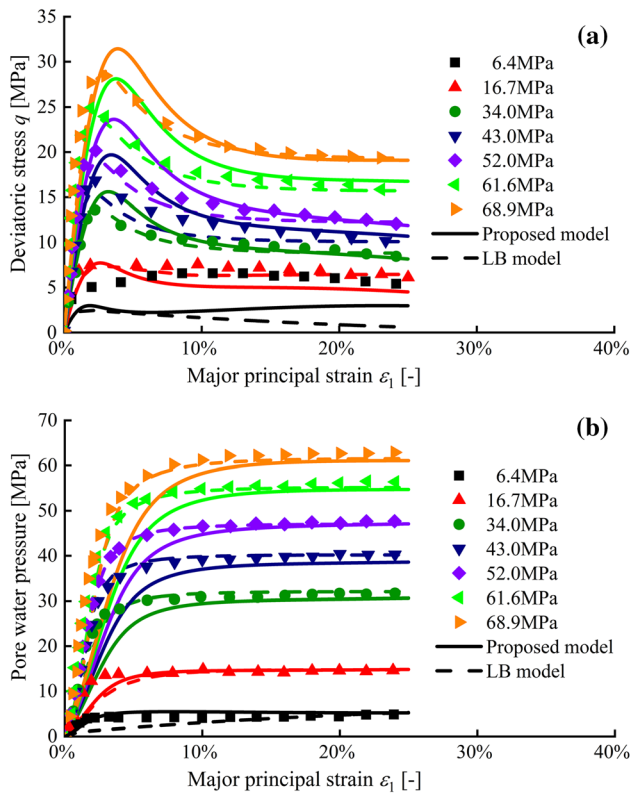 (a)
Deviatoric stress q [MPa]
35
30
25
20
15
10
5
0
0% 10% 20% 30% 40%
Major principal strain ε1 [-]
6.4MPa
16.7MPa
34.0MPa
43.0MPa
52.0MPa
61.6MPa
68.9MPa
Proposed model
LB model
(b)
Pore water pressure [MPa]
70
60
50
40
30
20
10
0
0% 10% 20% 30% 40%
Major principal strain ε1 [-]
6.4MPa
16.7MPa
34.0MPa
43.0MPa
52.0MPa
61.6MPa
68.9MPa
Proposed model
LB model